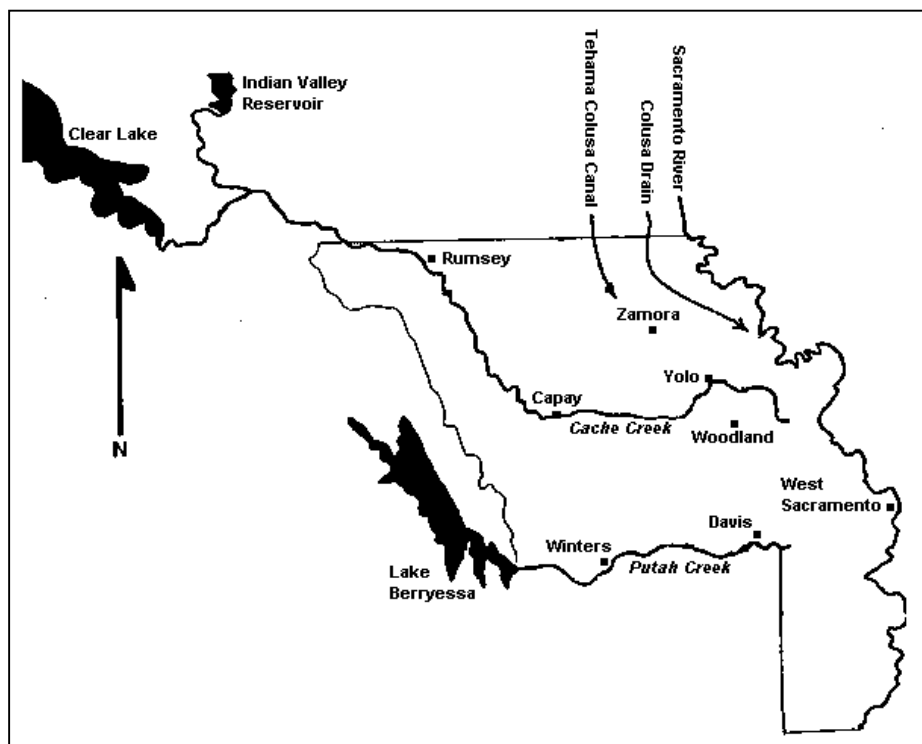 Indian Valley
Reservoir
Clear Lake
Tehama Colusa Canal
Colusa Drain
Sacramento River
Rumsey
Zamora
Capay
Yolo
Cache Creek
Woodland
N
West
Sacramento
Davis
Winters
Putah Creek
Lake
Berryessa